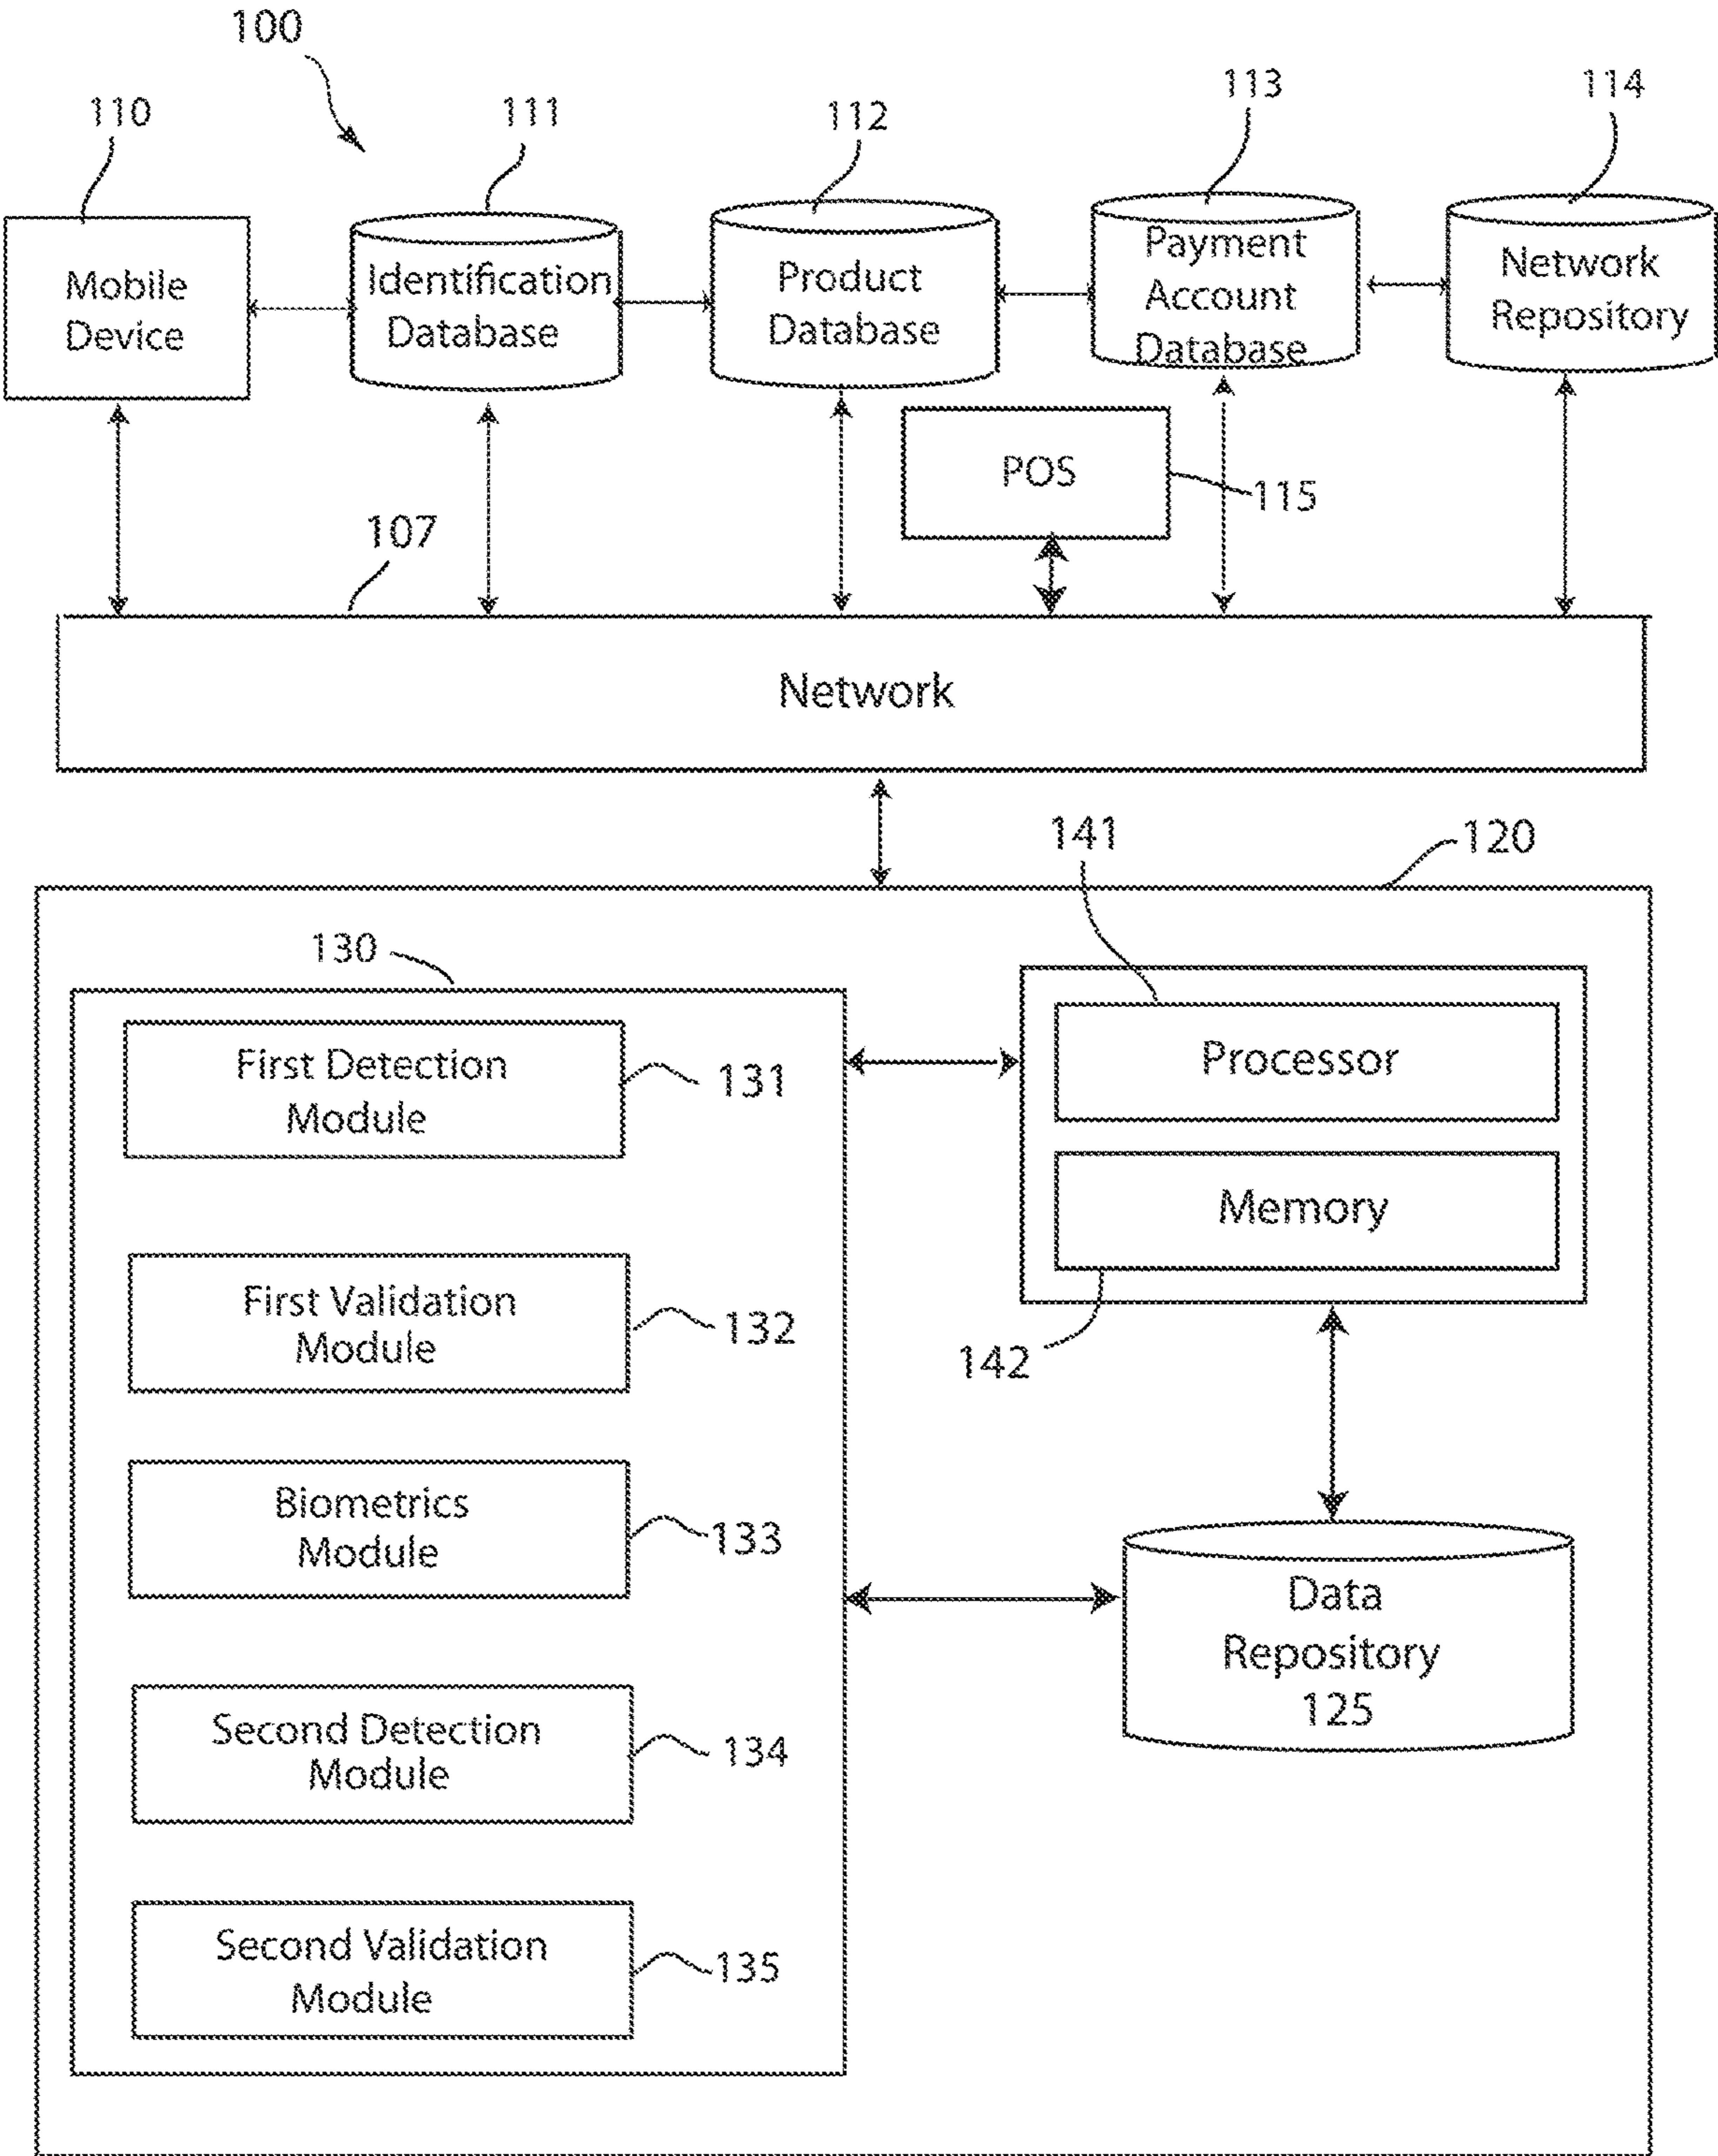 100
110
111
112
113
114
Mobile
Device
Identification
Database
Product
Database
Payment
Account
Database
Network
Repository
POS
115
107
Network
141
120
130
First Detection
Module
131
Processor
Memory
142
First Validation
Module
132
Biometrics
Module
133
Data
Repository
125
Second Detection
Module
134
Second Validation
Module
135